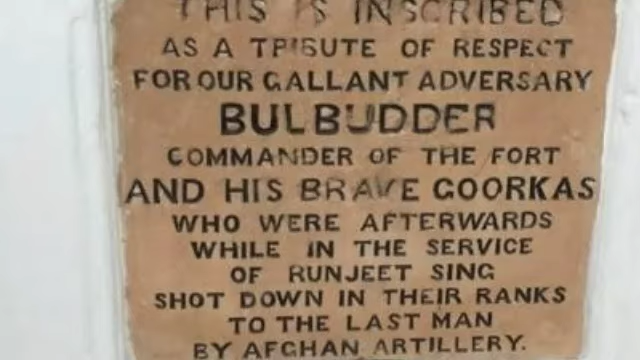 THIS IS INSCRIBED
AS A TRIBUTE OF RESPECT
FOR OUR GALLANT ADVERSARY
BULBUDDER
COMMANDER OF THE FORT
AND HIS BRAVE GOORKAS
WHO WERE AFTERWARDS
WHILE IN THE SERVICE
OF RUNJEET SING
SHOT DOWN IN THEIR RANKS
TO THE LAST MAN
BY AFGHAN ARTILLERY.